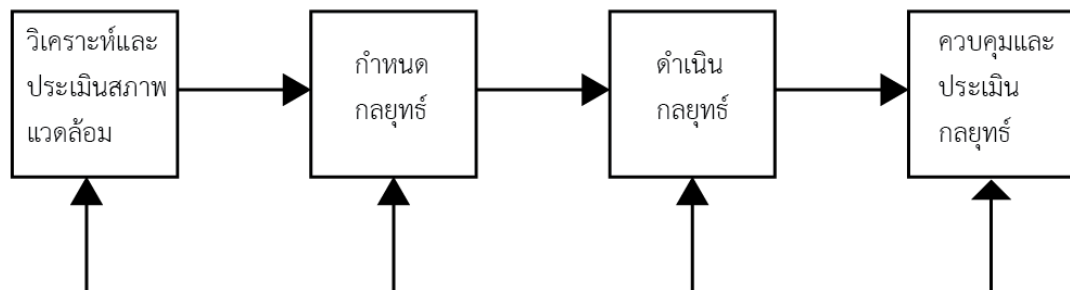 วิเคราะห์และ
ประเมินสภาพ
แวดล้อม
กำหนด
กลยุทธ์
ดำเนิน
กลยุทธ์
ควบคุมและ
ประเมิน
กลยุทธ์